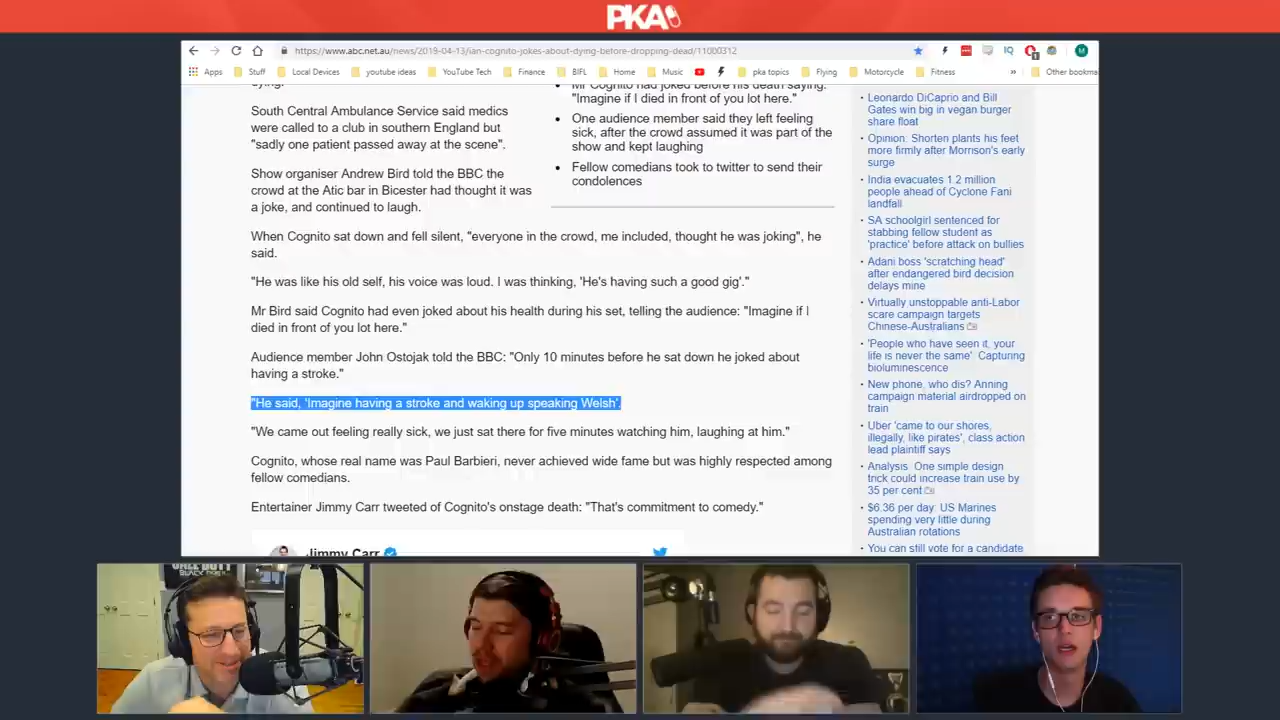 PKA
https://www.abc.net.au/news/2019-04-13/ian-cognito-jokes-about-dying-before-dropping-dead/11000312
Apps Stuff Local Devices youtube ideas YouTube Tech Finance BIFL Home Music pka topics Flying Motorcycle Fitness » Other bookma
dying.
South Central Ambulance Service said medics
were called to a club in southern England but
"sadly one patient passed away at the scene".
Show organiser Andrew Bird told the BBC the
crowd at the Atic bar in Bicester had thought it was
a joke, and continued to laugh.
• Mr Cognito had joked before his death saying:
"Imagine if I died in front of you lot here."
• One audience member said they left feeling
sick, after the crowd assumed it was part of the
show and kept laughing
• Fellow comedians took to twitter to send their
condolences
When Cognito sat down and fell silent, "everyone in the crowd, me included, thought he was joking", he
said.
"He was like his old self, his voice was loud. I was thinking, 'He's having such a good gig'."
Mr Bird said Cognito had even joked about his health during his set, telling the audience: "Imagine if I
died in front of you lot here."
Audience member John Ostojak told the BBC: "Only 10 minutes before he sat down he joked about
having a stroke."
"He said, 'Imagine having a stroke and waking up speaking Welsh'.
"We came out feeling really sick, we just sat there for five minutes watching him, laughing at him."
Cognito, whose real name was Paul Barbieri, never achieved wide fame but was highly respected among
fellow comedians.
Entertainer Jimmy Carr tweeted of Cognito's onstage death: "That's commitment to comedy."
Jimmy Carr
Leonardo DiCaprio and Bill
Gates win big in vegan burger
share float
Opinion: Shorten plants his feet
more firmly after Morrison's early
surge
India evacuates 1.2 million
people ahead of Cyclone Fani
landfall
SA schoolgirl sentenced for
stabbing fellow student as
'practice' before attack on bullies
Adani boss 'scratching head'
after endangered bird decision
delays mine
Virtually unstoppable anti-Labor
scare campaign targets
Chinese-Australians
'People who have seen it, your
life is never the same': Capturing
bioluminescence
New phone, who dis? Anning
campaign material airdropped on
train
Uber 'came to our shores,
illegally, like pirates', class action
lead plaintiff says
Analysis: One simple design
trick could increase train use by
35 per cent
$6.36 per day: US Marines
spending very little during
Australian rotations
You can still vote for a candidate
CALL OF DUTY
BLACK OPS